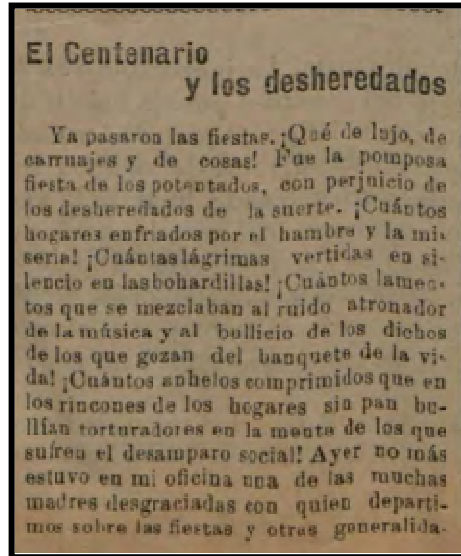 El Centenario
y los desheredados
Ya pasaron las fiestas. ¡Qué de lujo, de
carruajes y de cosas! Fue la pomposa
fiesta de los potentados, con perjuicio de
los desheredados de la suerte. ¡Cuántos
hogares enfriados por el hambre y la mi-
seria! ¡Cuántas lágrimas vertidas en si-
lencio en las bohardillas! ¡Cuántos lamen-
tos que se mezclaban al ruido atronador
de la música y al bullicio de los dichos
de los que gozan del banquete de la vi-
da! ¡Cuántos anhelos comprimidos que en
los rincones de los hogares sin pan bu-
llían torturadores en la mente de los que
sufren el desamparo social! Ayer no más
estuvo en mi oficina una de las muchas
madres desgraciadas con quien departi-
mos sobre las fiestas y otras generalida-